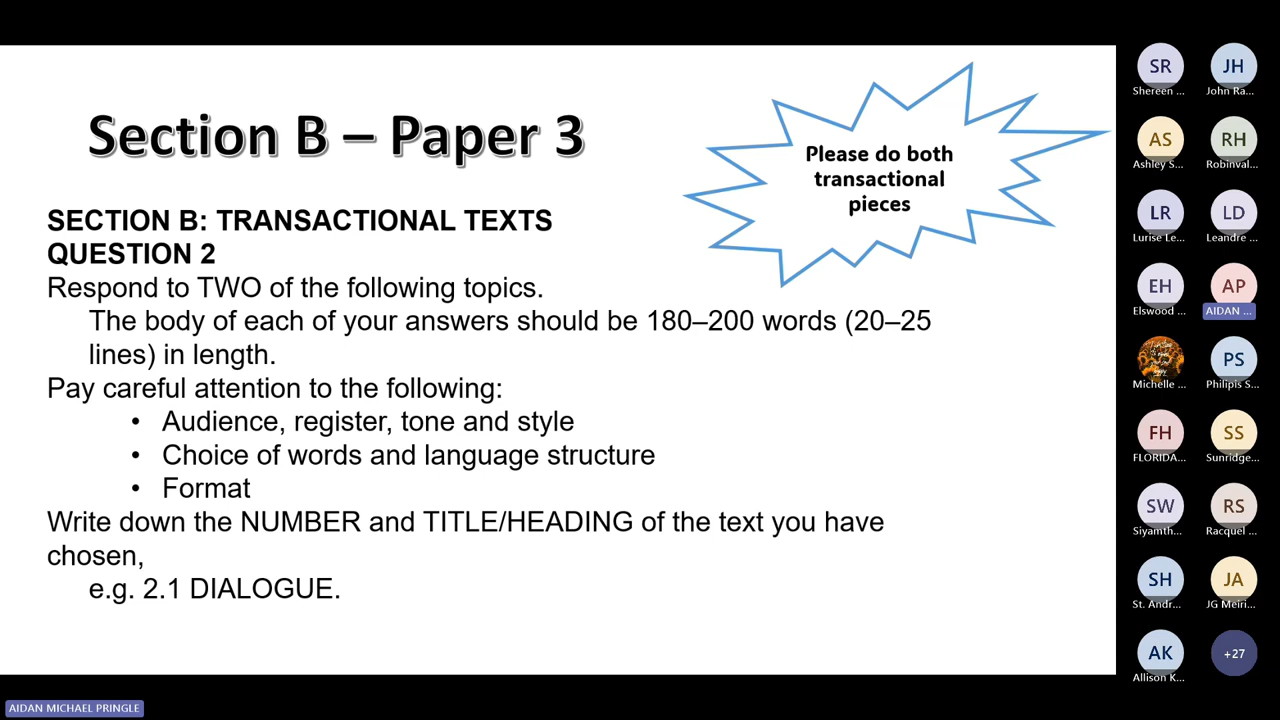 Section B – Paper 3
Please do both
transactional
pieces
SECTION B: TRANSACTIONAL TEXTS
QUESTION 2
Respond to TWO of the following topics.
The body of each of your answers should be 180–200 words (20–25
lines) in length.
Pay careful attention to the following:
• Audience, register, tone and style
• Choice of words and language structure
• Format
Write down the NUMBER and TITLE/HEADING of the text you have
chosen,
e.g. 2.1 DIALOGUE.
SR JH
Shereen ... John Ra...
AS RH
Ashley S... Robinval...
LR LD
Lurise Le... Leandre ...
EH AP
Elswood ... AIDAN ...
PS
Michelle ... Philipis S...
FH SS
FLORIDA... Sunridge...
SW RS
Siyamth... Racquel ...
SH JA
St. Andr... JG Meiri...
AK +27
Allison K...
AIDAN MICHAEL PRINGLE